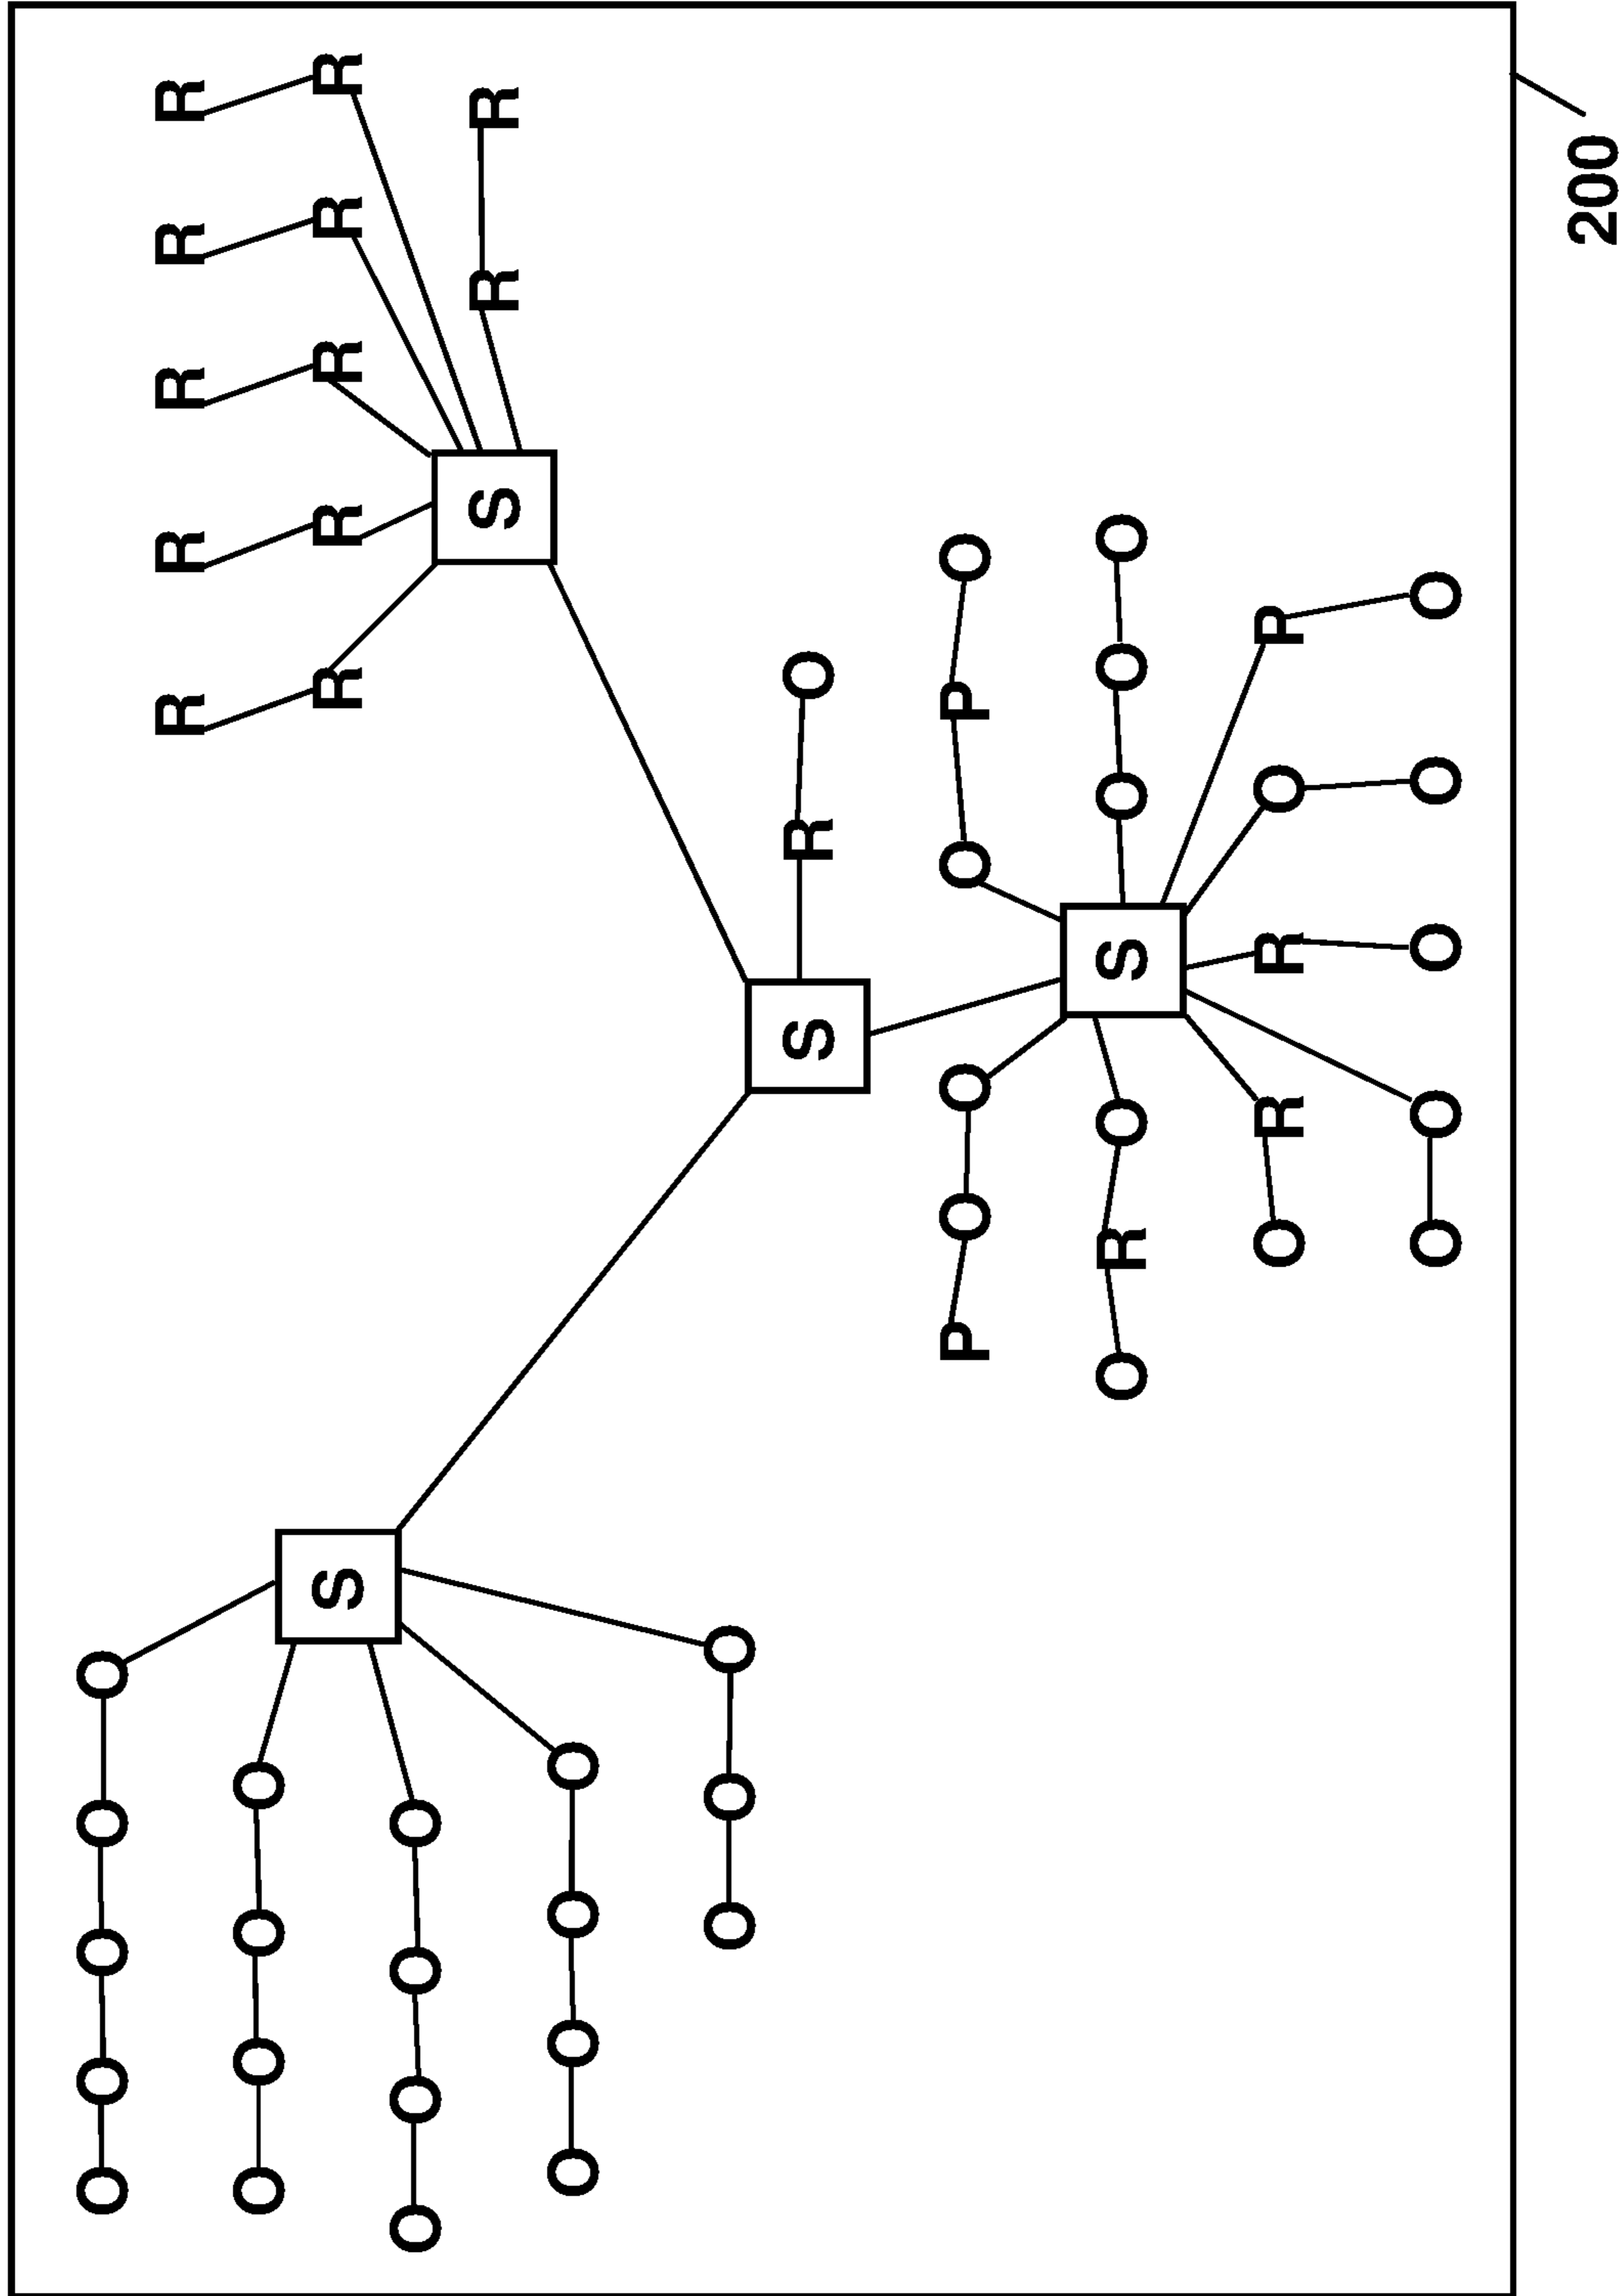 O O O O O
R R R R R
O O O O
S R R R R R
O O O O
S R R
O O O O
O O O
S R O
P O O O P O
O R O S O O O
O R R O P
O O O O O
200